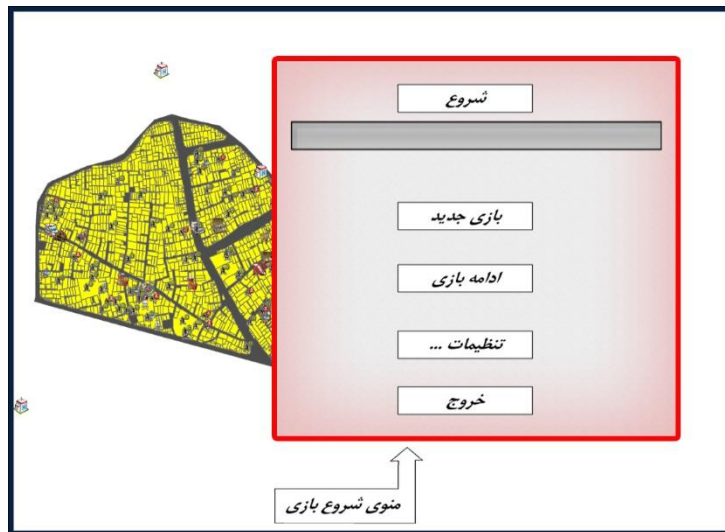 شروع
بازی جدید
ادامه بازی
تنظیمات ...
خروج
منوی شروع بازی